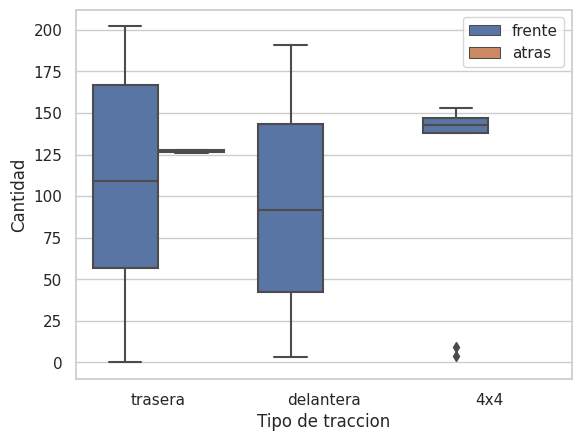 frente
atras
200
175
150
125
100
75
50
25
0
Cantidad
trasera delantera 4x4
Tipo de traccion